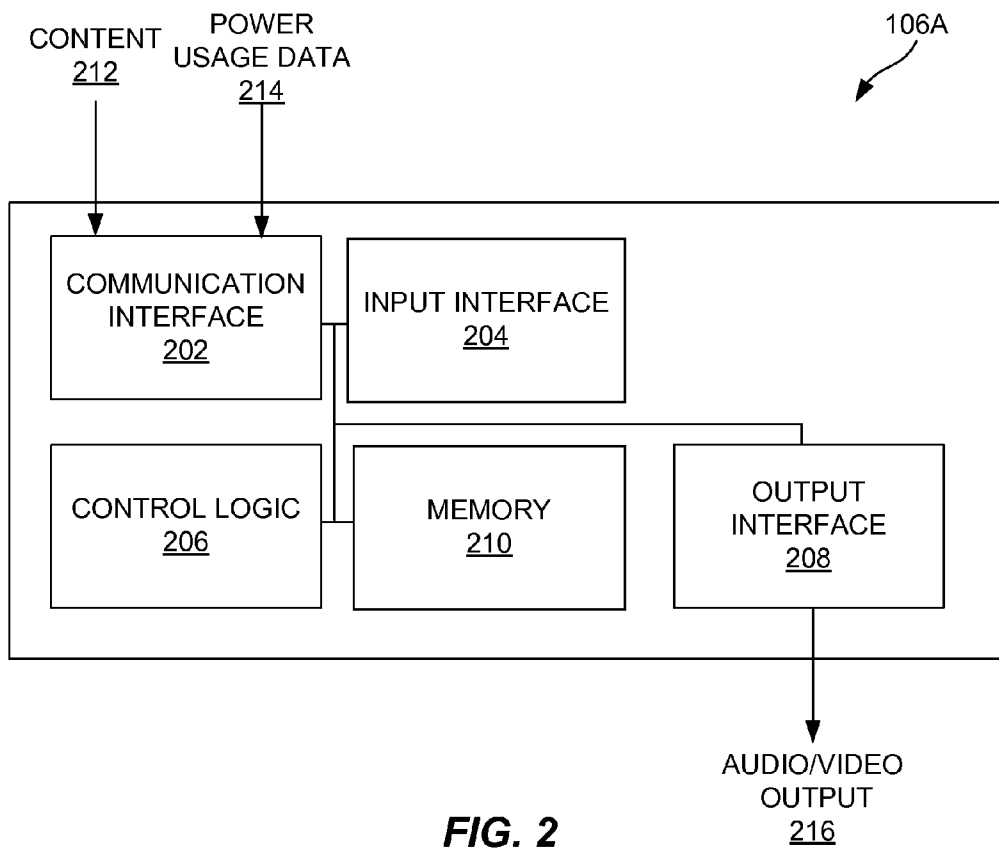 CONTENT
212
POWER
USAGE DATA
214
106A
COMMUNICATION
INTERFACE
202
INPUT INTERFACE
204
CONTROL LOGIC
206
MEMORY
210
OUTPUT
INTERFACE
208
AUDIO/VIDEO
OUTPUT
216
FIG. 2